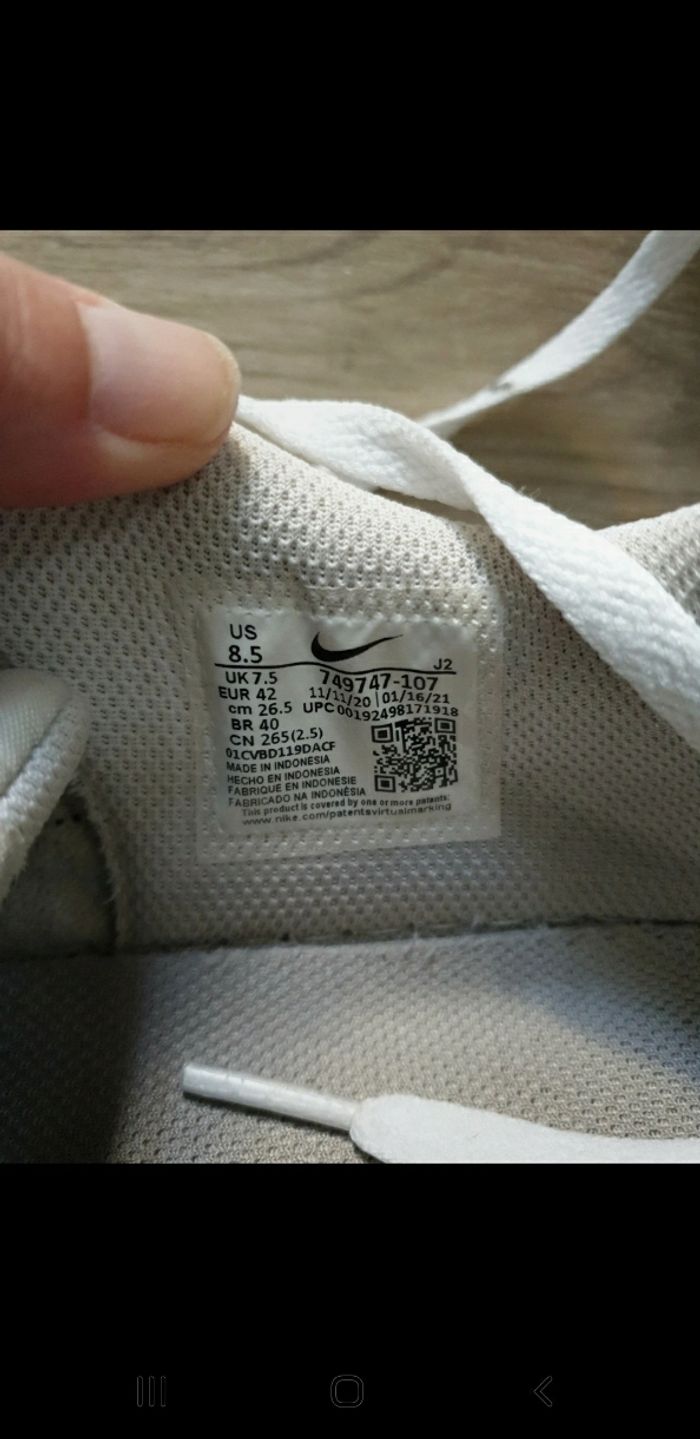 US
8.5
J2
UK 7.5
749747-107
EUR 42
11/11/20 | 01/16/21
cm 26.5
UPC 00192498171918
BR 40
CN 265(2.5)
01CVBD119DACF
MADE IN INDONESIA
HECHO EN INDONESIA
FABRIQUE EN INDONESIE
FABRICADO NA INDONÉSIA
This product is covered by one or more patents:
www.nike.com/patentsvirtualmarking